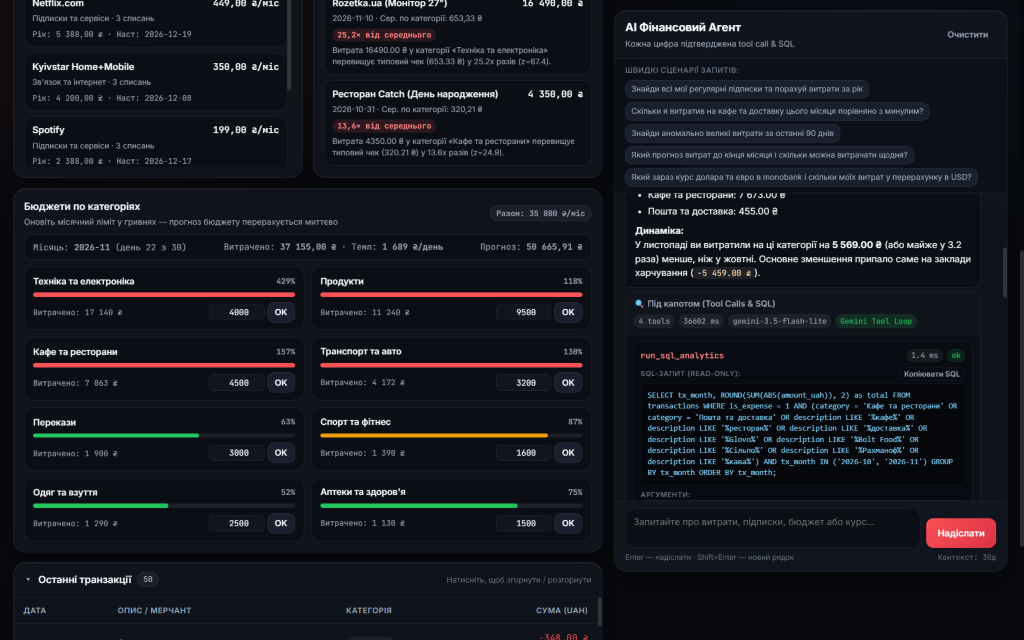 Netflix.com
449,00 ₴/міс
Підписки та сервіси · 3 списань
Рік: 5 388,00 ₴ · Наст: 2026-12-19
Kyivstar Home+Mobile
350,00 ₴/міс
Зв'язок та інтернет · 3 списань
Рік: 4 200,00 ₴ · Наст: 2026-12-08
Spotify
199,00 ₴/міс
Підписки та сервіси · 3 списань
Рік: 2 388,00 ₴ · Наст: 2026-12-17
Rozetka.ua (Монітор 27")
16 490,00 ₴
2026-11-10 · Сер. по категорії: 653,33 ₴
25,2× від середнього
Витрата 16490.00 ₴ у категорії «Техніка та електроніка»
перевищує типовий чек (653.33 ₴) у 25.2x разів (z=67.4).
Ресторан Catch (День народження)
4 350,00 ₴
2026-10-31 · Сер. по категорії: 320,21 ₴
13,6× від середнього
Витрата 4350.00 ₴ у категорії «Кафе та ресторани» перевищує
типовий чек (320.21 ₴) у 13.6x разів (z=24.9).
Бюджети по категоріях
Оновіть місячний ліміт у гривнях — прогноз бюджету перерахується миттєво
Разом: 35 800 ₴/міс
Місяць: 2026-11 (день 22 з 30)
Витрачено: 37 155,00 ₴ · Темп: 1 689 ₴/день
Прогноз: 50 665,91 ₴
Техніка та електроніка
429%
Витрачено: 17 140 ₴
4000
OK
Продукти
118%
Витрачено: 11 240 ₴
9500
OK
Кафе та ресторани
157%
Витрачено: 7 063 ₴
4500
OK
Транспорт та авто
130%
Витрачено: 4 172 ₴
3200
OK
Перекази
63%
Витрачено: 1 900 ₴
3000
OK
Спорт та фітнес
87%
Витрачено: 1 390 ₴
1600
OK
Одяг та взуття
52%
Витрачено: 1 290 ₴
2500
OK
Аптеки та здоров'я
75%
Витрачено: 1 130 ₴
1500
OK
Останні транзакції
50
Натисніть, щоб згорнути / розгорнути
ДАТА
ОПИС / МЕРЧАНТ
КАТЕГОРІЯ
СУМА (UAH)
-348,00 ₴
AI Фінансовий Агент
Кожна цифра підтверджена tool call & SQL
Очистити
ШВИДКІ СЦЕНАРІЇ ЗАПИТІВ:
Знайди всі мої регулярні підписки та порахуй витрати за рік
Скільки я витратив на кафе та доставку цього місяця порівняно з минулим?
Знайди аномально великі витрати за останні 90 днів
Який прогноз витрат до кінця місяця і скільки можна витрачати щодня?
Який зараз курс долара та євро в monobank і скільки моїх витрат у перерахунку в USD?
• Кафе та ресторани: 7 673.00 ₴
• Пошта та доставка: 455.00 ₴
Динаміка:
У листопаді ви витратили на ці категорії на 5 569.00 ₴ (або майже у 3.2
раза) менше, ніж у жовтні. Основне зменшення припало саме на заклади
харчування ( -5 459.00 ₴ ).
🔍 Під капотом (Tool Calls & SQL)
4 tools
36602 ms
gemini-3.5-flash-lite
Gemini Tool Loop
run_sql_analytics
1.4 ms
ok
SQL-ЗАПИТ (READ-ONLY):
Копіювати SQL
SELECT tx_month, ROUND(SUM(ABS(amount_uah)), 2) as total FROM
transactions WHERE is_expense = 1 AND (category = 'Кафе та ресторани' OR
category = 'Пошта та доставка' OR description LIKE '%кафе%' OR
description LIKE '%ресторан%' OR description LIKE '%доставка%' OR
description LIKE '%Glovo%' OR description LIKE '%Bolt Food%' OR
description LIKE '%Сільпо%' OR description LIKE '%Рахманоф%' OR
description LIKE '%кава%') AND tx_month IN ('2026-10', '2026-11') GROUP
BY tx_month ORDER BY tx_month;
АРГУМЕНТИ:
Запитайте про витрати, підписки, бюджет або курс...
Надіслати
Enter — надіслати · Shift+Enter — новий рядок
Контекст: 30д